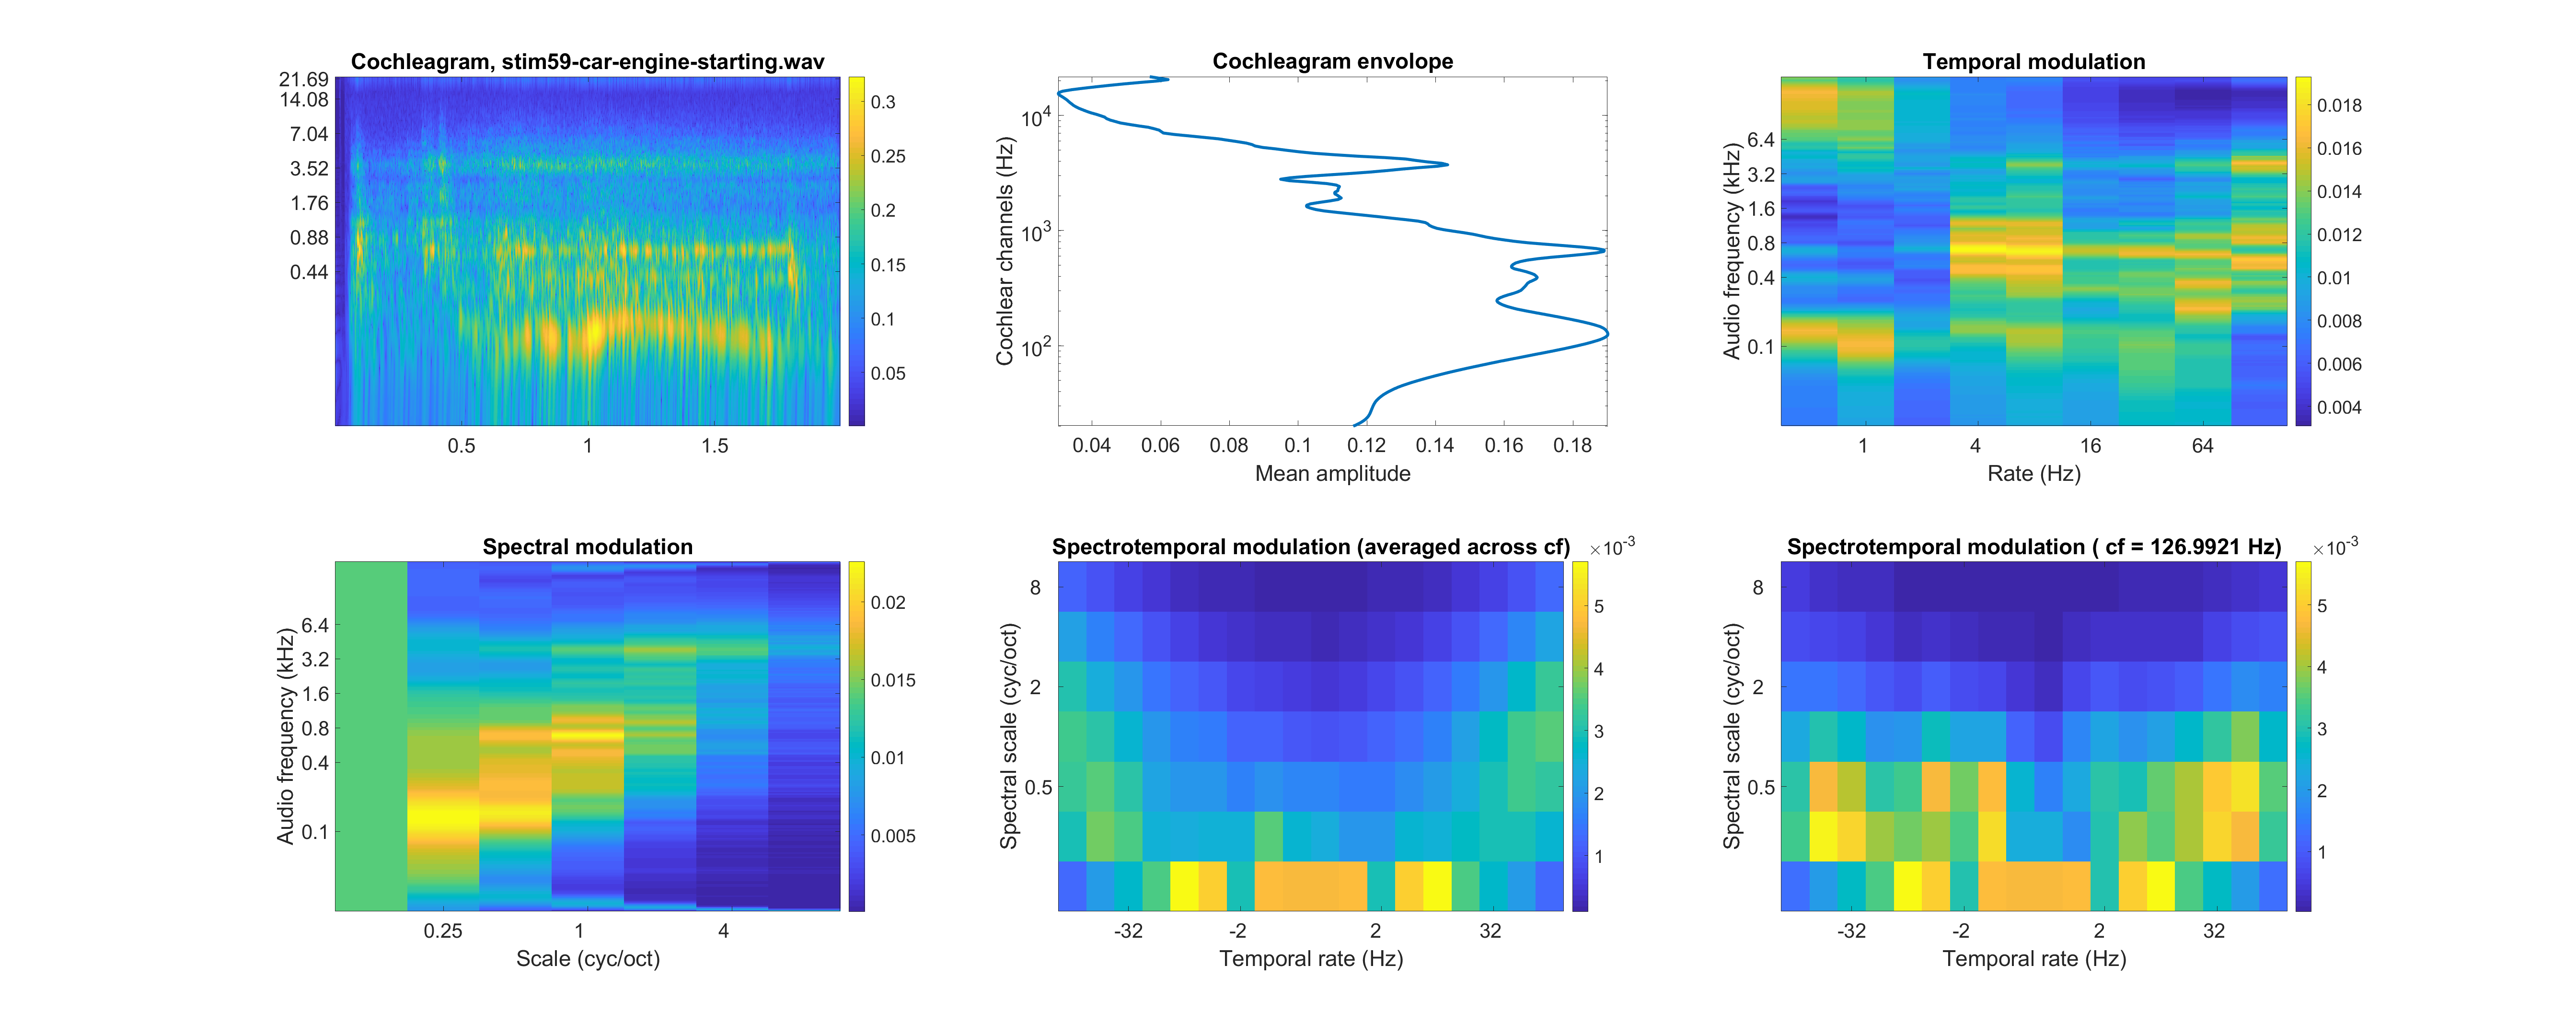 Cochleagram, stim59-car-engine-starting.wav
21.69
14.08
7.04
3.52
1.76
0.88
0.44
0.5
1
1.5
0.3
0.25
0.2
0.15
0.1
0.05
Cochleagram envolope
Cochlear channels (Hz)
10^4
10^3
10^2
0.04 0.06 0.08 0.1 0.12 0.14 0.16 0.18
Mean amplitude
Temporal modulation
Audio frequency (kHz)
6.4
3.2
1.6
0.8
0.4
0.1
1 4 16 64
Rate (Hz)
0.018
0.016
0.014
0.012
0.01
0.008
0.006
0.004
Spectral modulation
Audio frequency (kHz)
6.4
3.2
1.6
0.8
0.4
0.1
0.25 1 4
Scale (cyc/oct)
0.02
0.015
0.01
0.005
Spectrotemporal modulation (averaged across cf)
×10^-3
Spectral scale (cyc/oct)
8
2
0.5
-32 -2 2 32
Temporal rate (Hz)
5
4
3
2
1
Spectrotemporal modulation ( cf = 126.9921 Hz)
×10^-3
Spectral scale (cyc/oct)
8
2
0.5
-32 -2 2 32
Temporal rate (Hz)
5
4
3
2
1